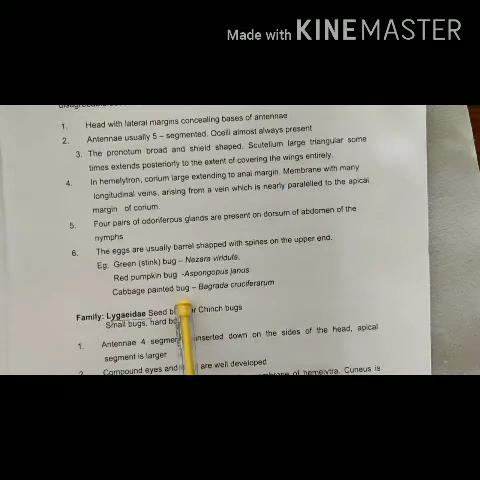 Made with KINEMASTER
1. Head with lateral margins concealing bases of antennae
2. Antennae usually 5 – segmented. Ocelli almost always present
3. The pronotum broad and shield shaped. Scutellum large triangular some
times extends posteriorly to the extent of covering the wings entirely.
4. In hemelytron, corium large extending to anal margin. Membrane with many
longitudinal veins, arising from a vein which is nearly paralelled to the apical
margin of corium.
5. Four pairs of odoriferous glands are present on dorsum of abdomen of the
nymphs
6. The eggs are usually barrel shapped with spines on the upper end.
Eg. Green (stink) bug – Nezara viridula.
Red pumpkin bug -Aspongopus janus
Cabbage painted bug – Bagrada cruciferarum
Family: Lygaeidae Seed Chinch bugs
Small bugs, hard
1. Antennae 4 inserted down on the sides of the head, apical
segment is larger
2. Compound eyes and are well developed
of hemelytra. Cuneus is